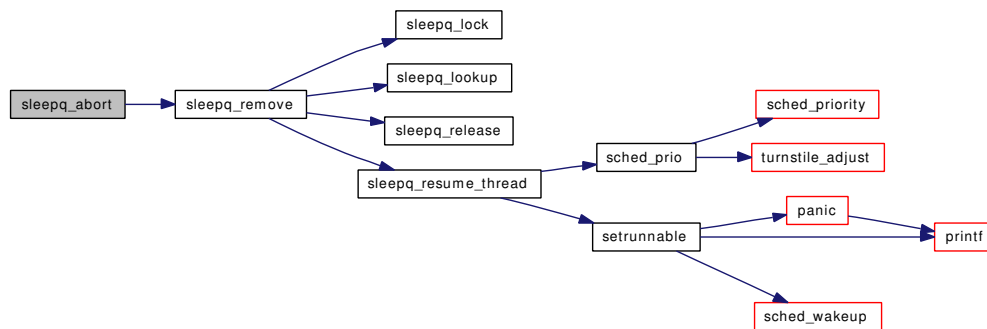 sleepq_lock
sleepq_lookup
sleepq_abort
sleepq_remove
sched_priority
sleepq_release
sched_prio
turnstile_adjust
sleepq_resume_thread
panic
setrunnable
printf
sched_wakeup